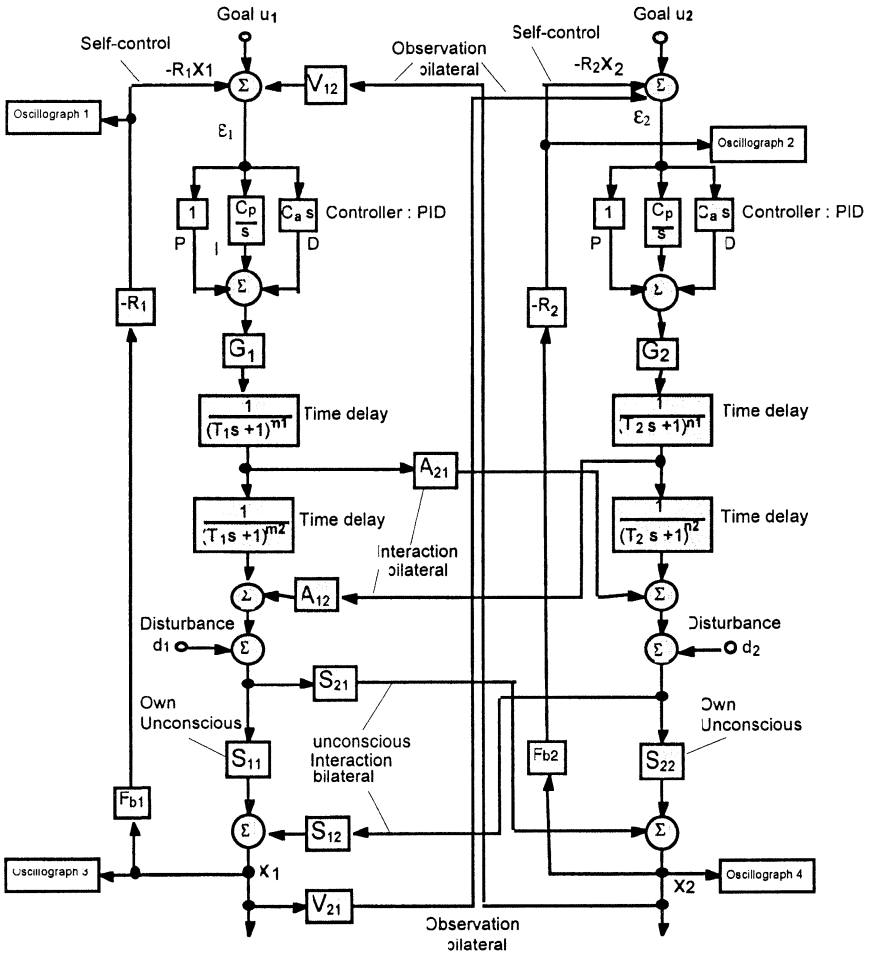 Goal u1
Goal u2
Self-control
Observation
bilateral
Self-control
-R1X1
Σ
V12
-R2X2
Σ
Oscillograph 1
ε1
ε2
Oscillograph 2
1
Cp
s
Ca s
Controller : PID
P
I
D
1
Cp
s
Ca s
Controller : PID
P
D
Σ
Σ
-R1
-R2
G1
G2
1
(T1s +1)n1
Time delay
1
(T2 s +1)n1
Time delay
A21
1
(T1s +1)m2
Time delay
1
(T2 s +1)n2
Time delay
Interaction
bilateral
Σ
A12
Σ
Disturbance
d1
Σ
Σ
Disturbance
d2
S21
Own
Unconscious
unconscious
Interaction
bilateral
Own
Unconscious
S11
Fb2
S22
Fb1
Σ
S12
Σ
Oscillograph 3
X1
X2
Oscillograph 4
V21
Observation
bilateral